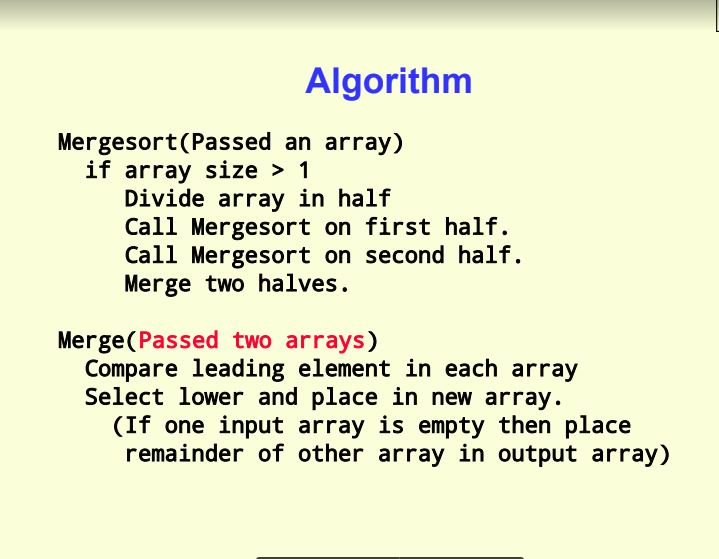 Algorithm
Mergesort(Passed an array)
if array size > 1
Divide array in half
Call Mergesort on first half.
Call Mergesort on second half.
Merge two halves.
Merge(Passed two arrays)
Compare leading element in each array
Select lower and place in new array.
(If one input array is empty then place
remainder of other array in output array)